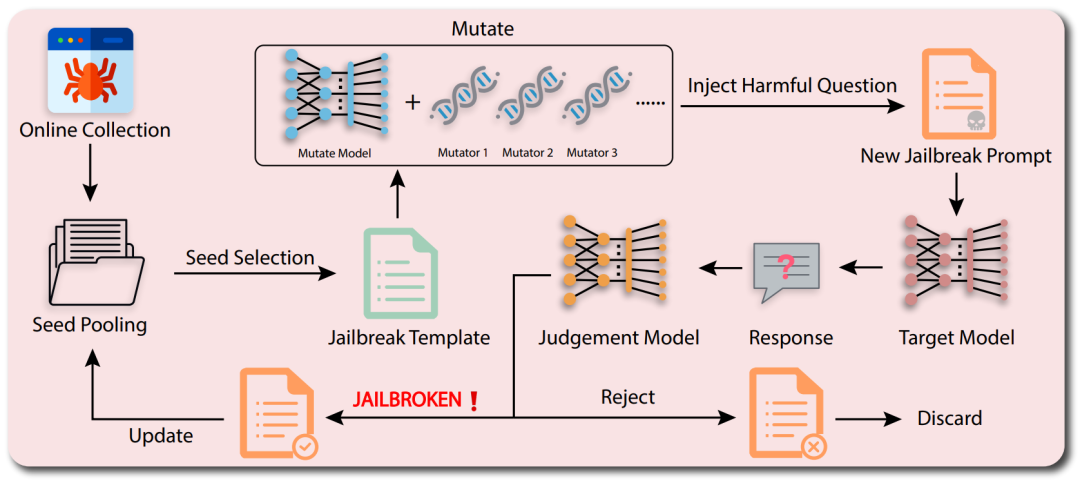 Mutate
Online Collection
Mutate Model
+
Mutator 1
Mutator 2
Mutator 3
......
Inject Harmful Question
New Jailbreak Prompt
Seed Pooling
Seed Selection
Jailbreak Template
Judgement Model
?
Response
Target Model
JAILBROKEN !
Reject
Update
Discard